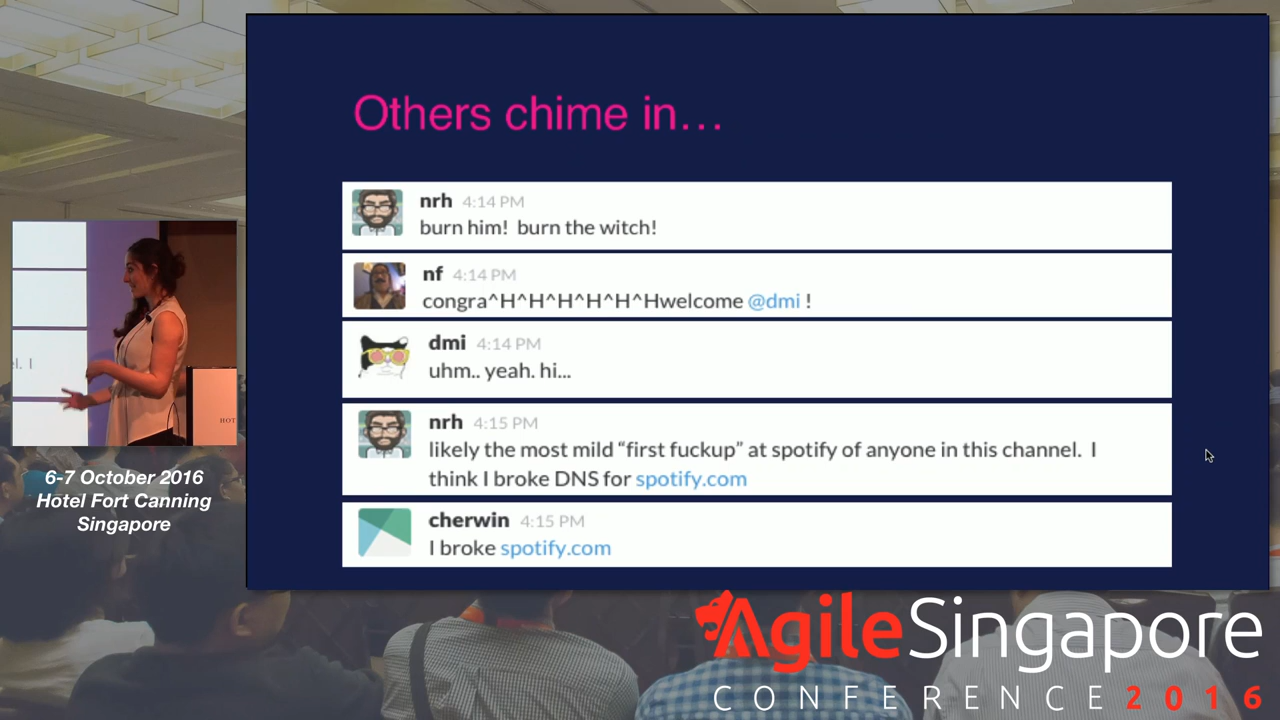 Others chime in…
nrh 4:14 PM
burn him! burn the witch!
nf 4:14 PM
congra^H^H^H^H^H^Hwelcome @dmi !
dmi 4:14 PM
uhm.. yeah. hi...
nrh 4:15 PM
likely the most mild “first fuckup” at spotify of anyone in this channel. I
think I broke DNS for spotify.com
cherwin 4:15 PM
I broke spotify.com
el. I
HOT
6-7 October 2016
Hotel Fort Canning
Singapore
AgileSingapore
CONFERENCE 2016